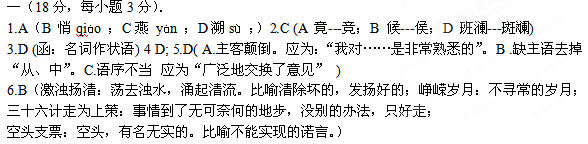 一（18分，每小题 3分）.
1.A（B 悄 qiǎo ；C燕 yàn ；D溯 sù ；）2.C (A 竟---竞；B 候---侯；D 班斓---斑斓)
3.D (函：名词作状语) 4 D; 5.D( A.主客颠倒。应为：“我对……是非常熟悉的”。B .缺主语去掉
“从、中”。C.语序不当 应为“广泛地交换了意见” )
6.B（激浊扬清：荡去浊水，涌起清流。比喻清除坏的，发扬好的；峥嵘岁月：不寻常的岁月；
三十六计走为上策：事情到了无可奈何的地步，没别的办法，只好走；
空头支票：空头，有名无实的。比喻不能实现的诺言。）